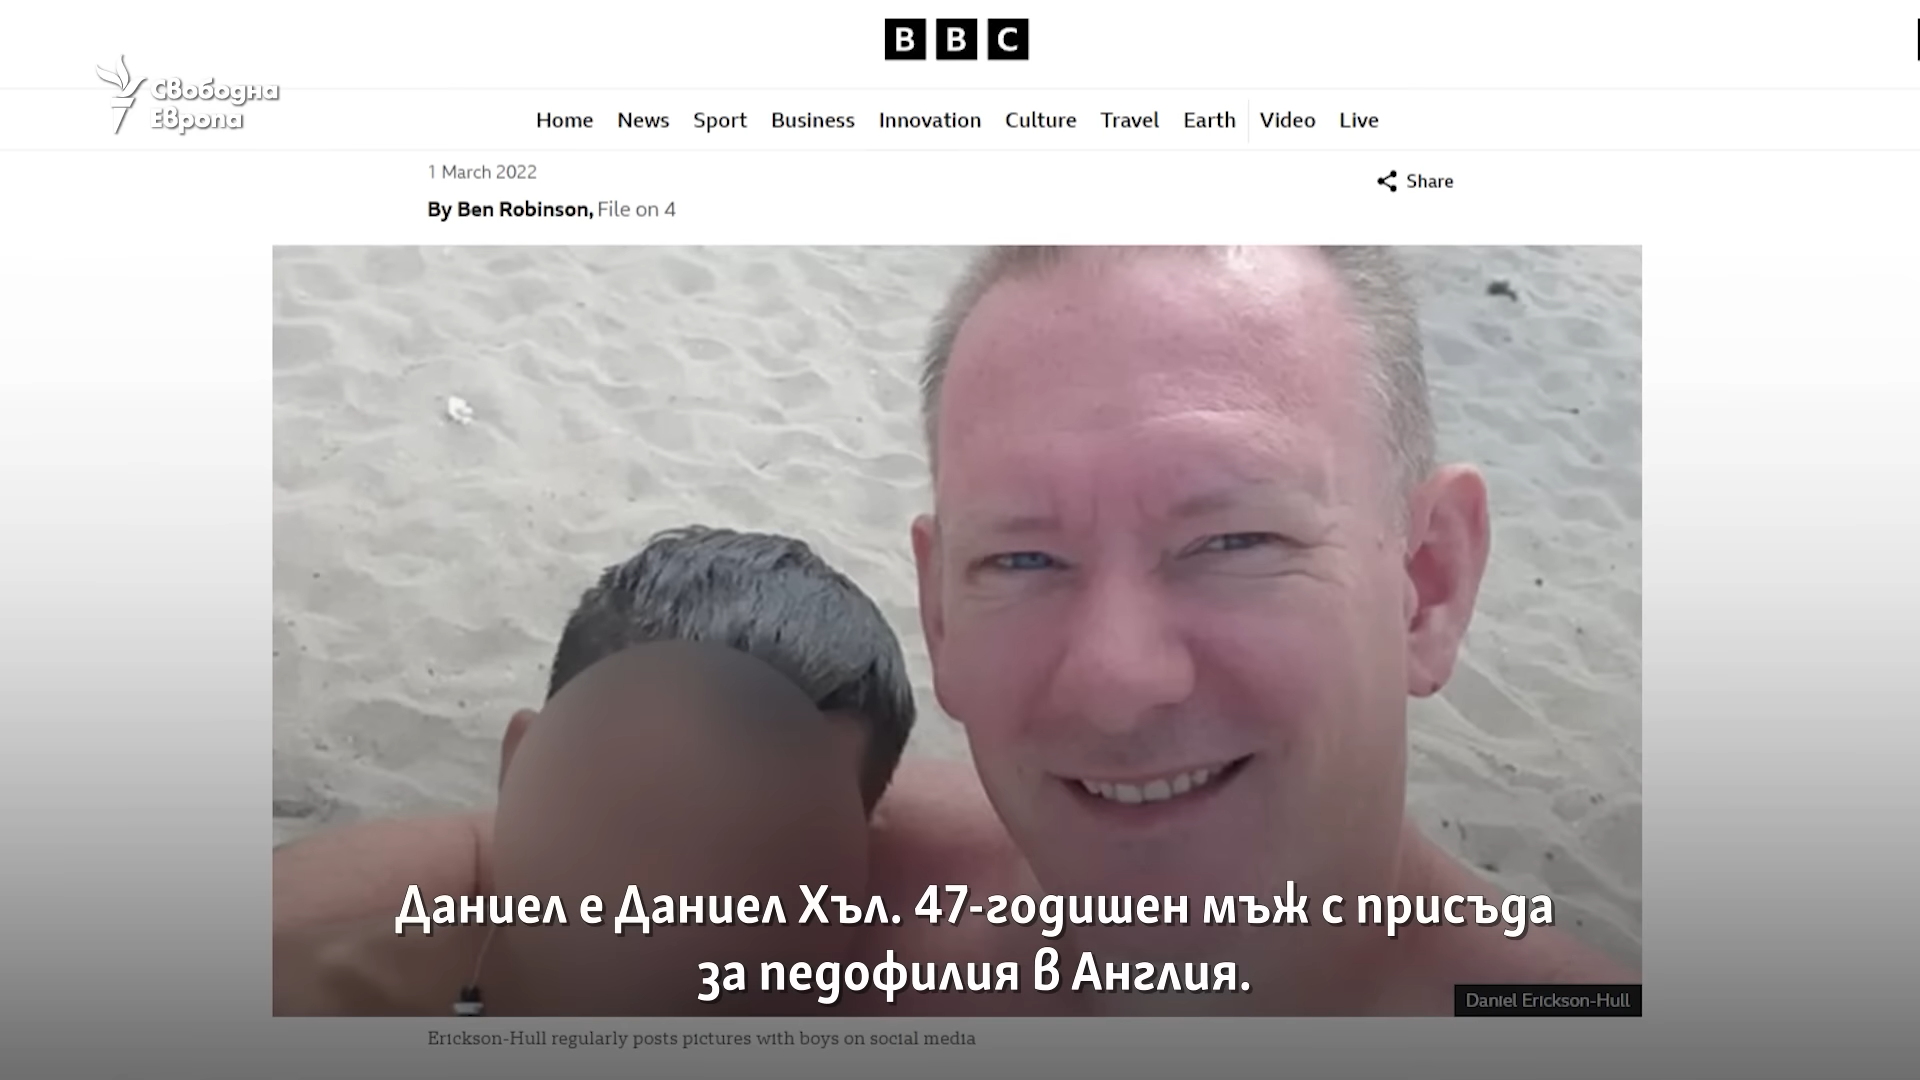 BBC
Свободна
Европа
Home News Sport Business Innovation Culture Travel Earth Video Live
1 March 2022
Share
By Ben Robinson, File on 4
Даниел е Даниел Хъл. 47-годишен мъж с присъда
за педофилия в Англия.
Daniel Erickson-Hull
Erickson-Hull regularly posts pictures with boys on social media